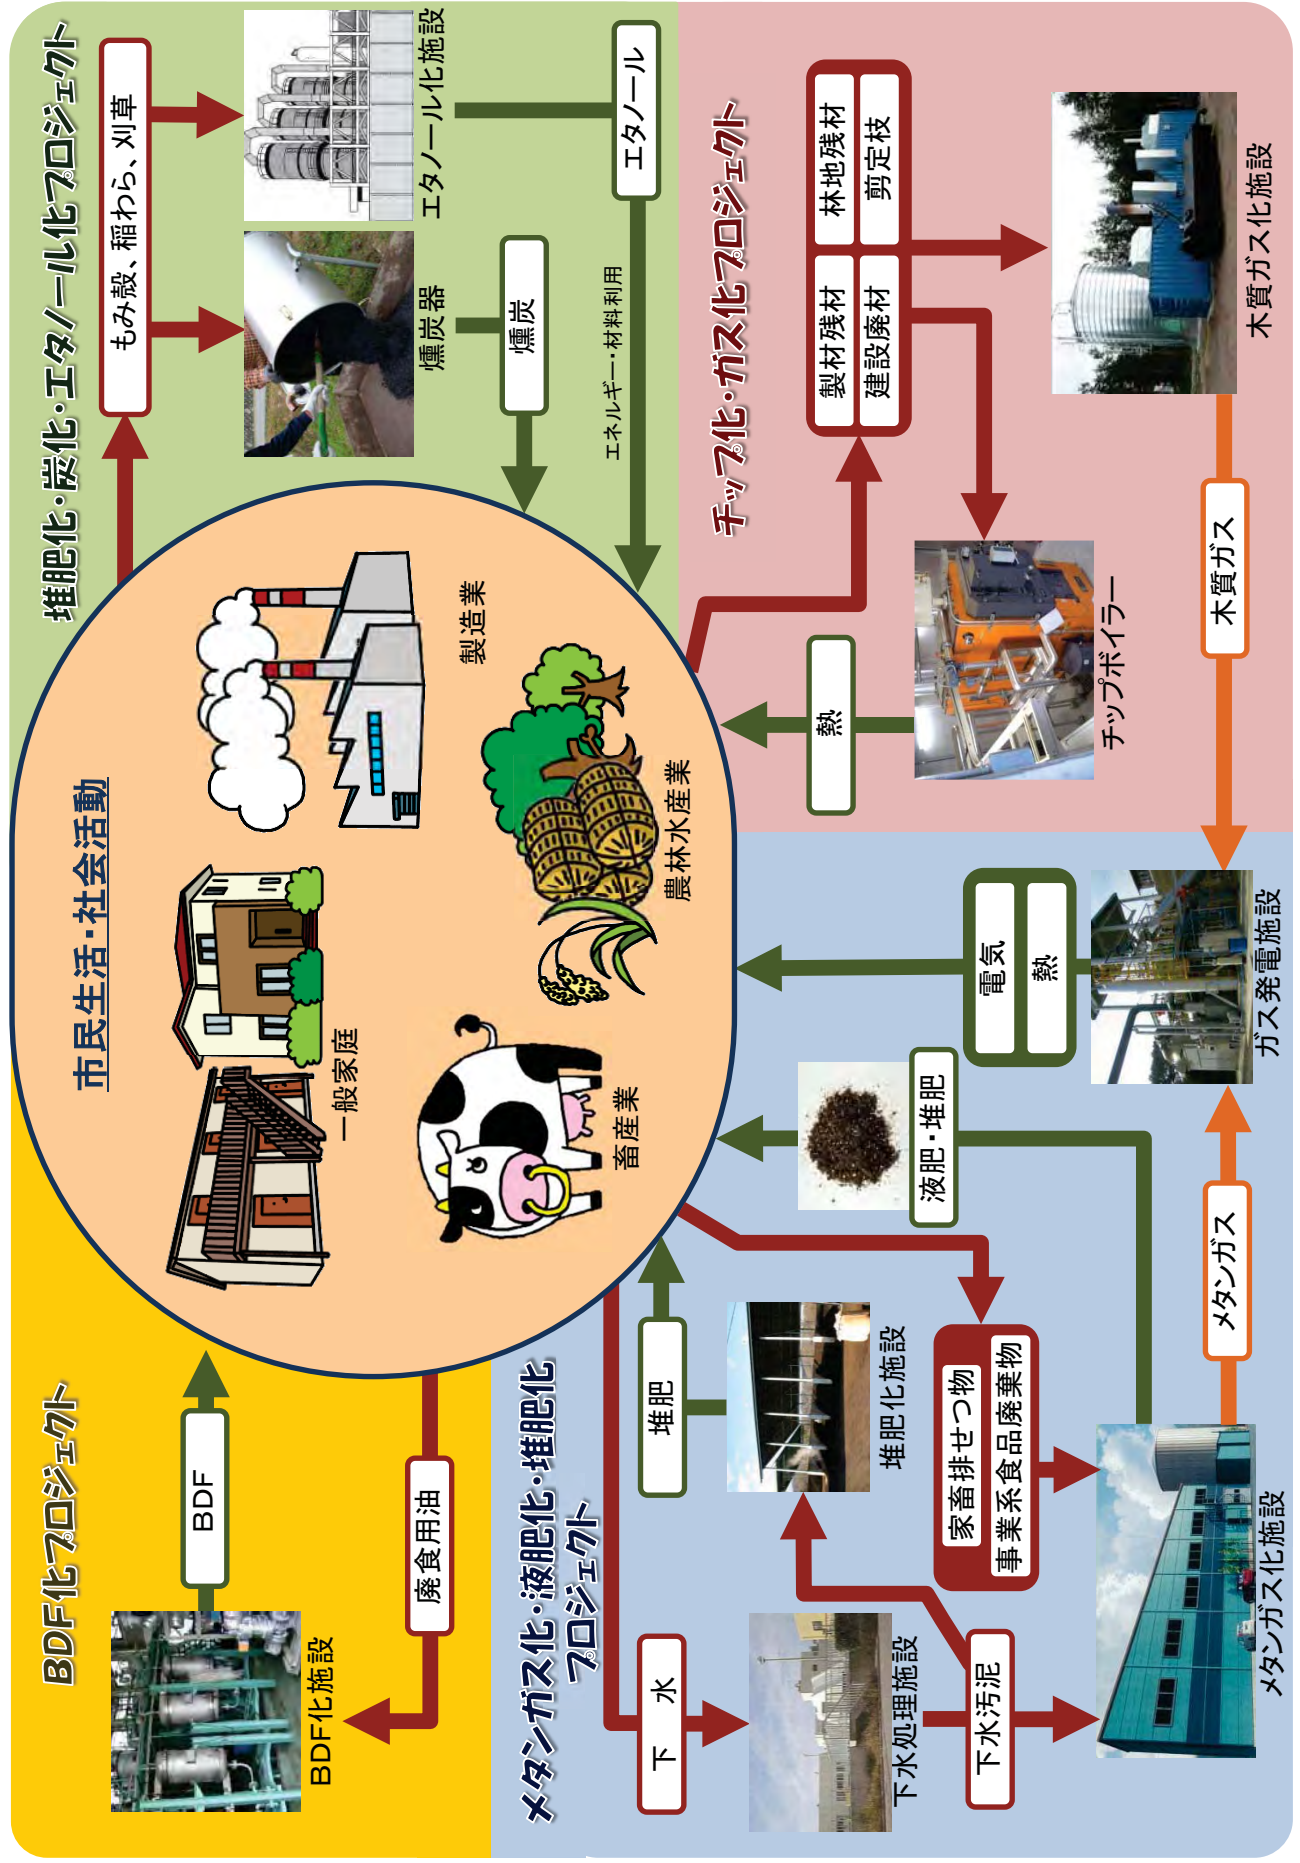 市民生活・社会活動
一般家庭
製造業
畜産業
農林水産業
BDF化プロジェクト
BDF
BDF化施設
廃食用油
堆肥化・炭化・エタノール化プロジェクト
もみ殻、稲わら、刈草
燻炭器
エタノール化施設
燻炭
エタノール
エネルギー・材料利用
メタンガス化・液肥化・堆肥化
プロジェクト
下　水
下水処理施設
下水汚泥
堆肥
堆肥化施設
家畜排せつ物
事業系食品廃棄物
メタンガス化施設
液肥・堆肥
メタンガス
電気
熱
ガス発電施設
チップ化・ガス化プロジェクト
製材残材
林地残材
建設廃材
剪定枝
熱
チップボイラー
木質ガス化施設
木質ガス